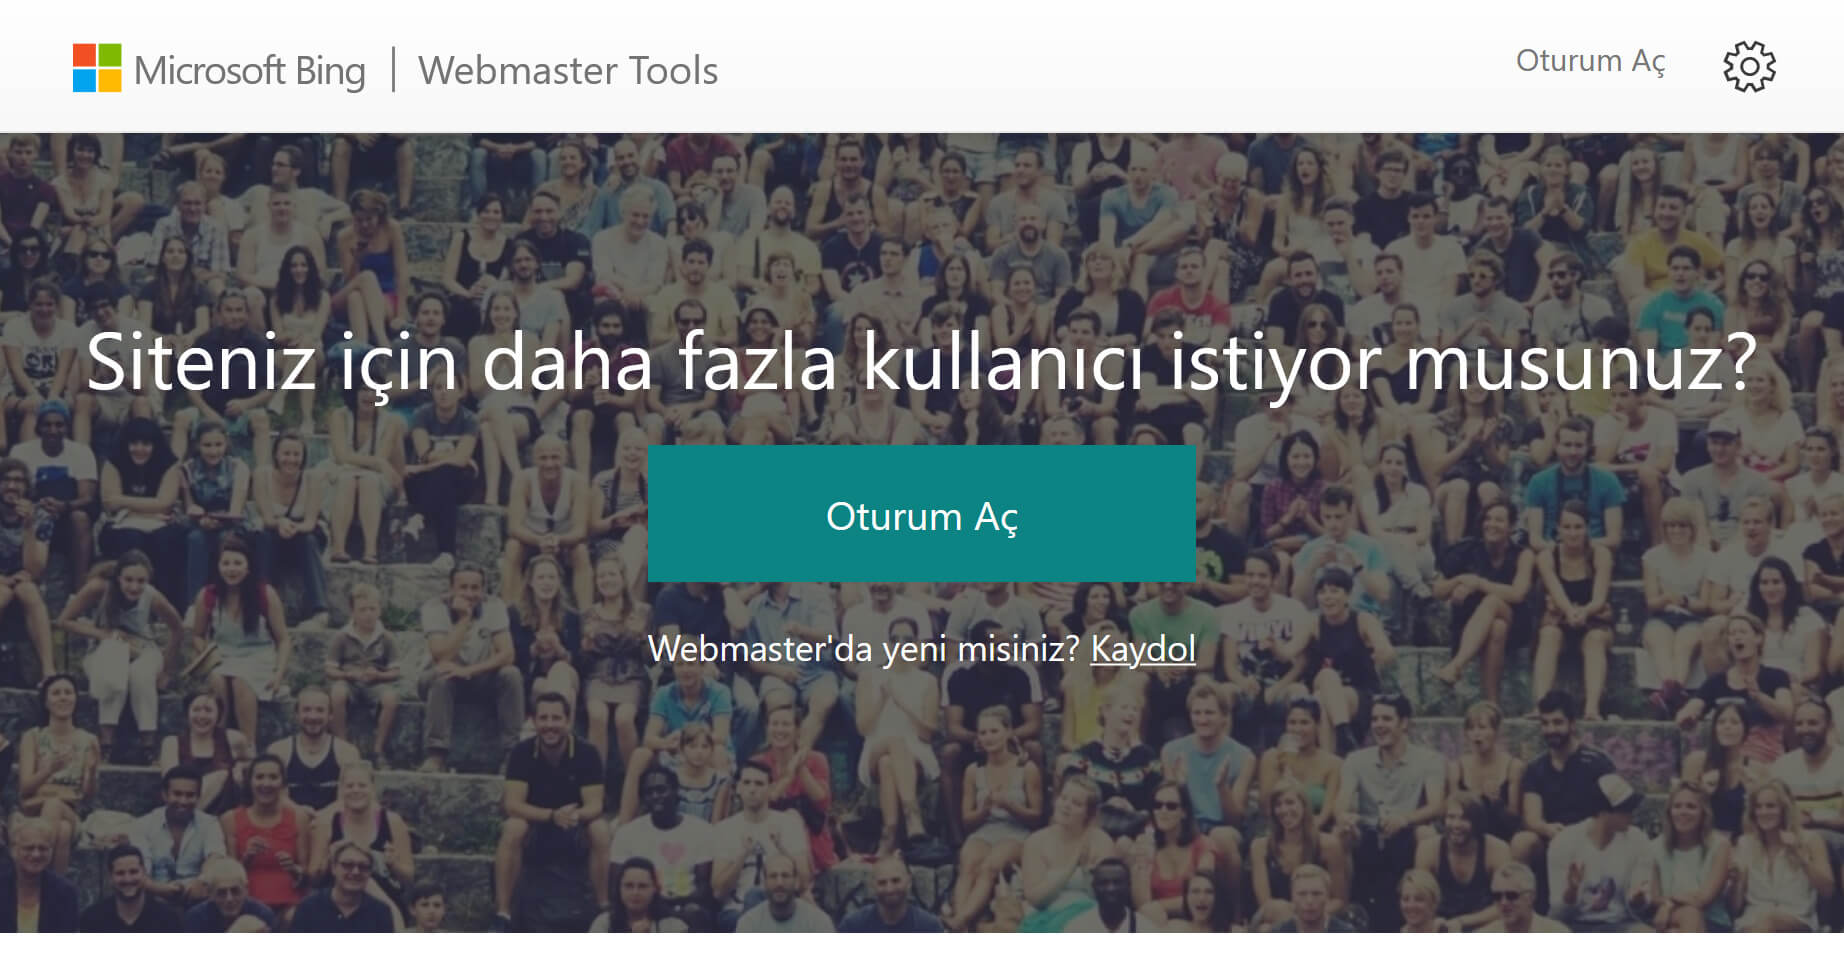 Microsoft Bing | Webmaster Tools
Oturum Aç
Siteniz için daha fazla kullanıcı istiyor musunuz?
Oturum Aç
Webmaster'da yeni misiniz? Kaydol